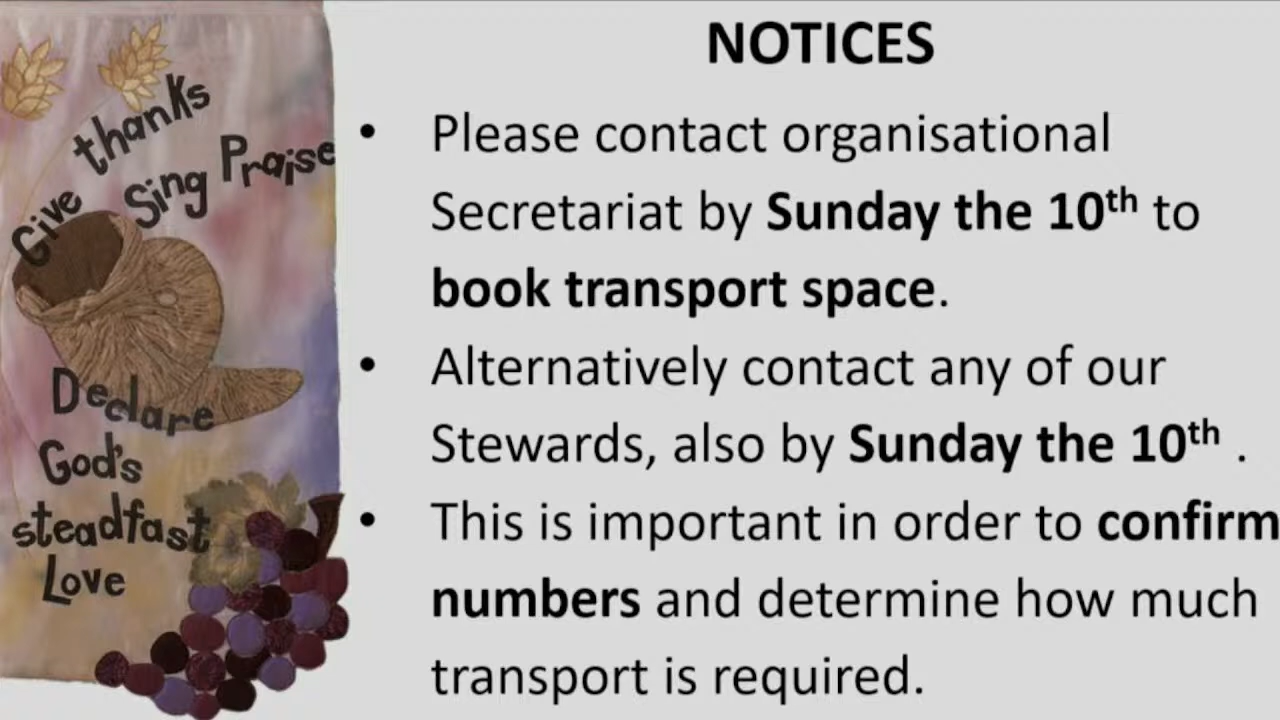 Give thanks
Sing Praise
Declare
God's
steadfast
Love
NOTICES
• Please contact organisational
Secretariat by Sunday the 10th to
book transport space.
• Alternatively contact any of our
Stewards, also by Sunday the 10th .
• This is important in order to confirm
numbers and determine how much
transport is required.